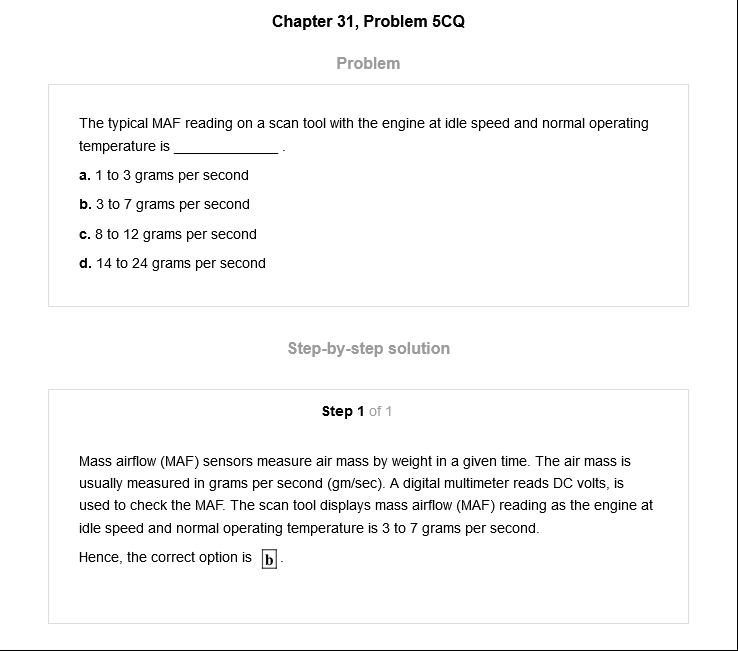 Chapter 31, Problem 5CQ
Problem
The typical MAF reading on a scan tool with the engine at idle speed and normal operating
temperature is _____________ .
a. 1 to 3 grams per second
b. 3 to 7 grams per second
c. 8 to 12 grams per second
d. 14 to 24 grams per second
Step-by-step solution
Step 1 of 1
Mass airflow (MAF) sensors measure air mass by weight in a given time. The air mass is
usually measured in grams per second (gm/sec). A digital multimeter reads DC volts, is
used to check the MAF. The scan tool displays mass airflow (MAF) reading as the engine at
idle speed and normal operating temperature is 3 to 7 grams per second.
Hence, the correct option is b .